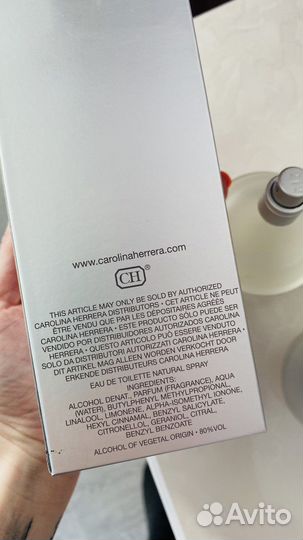 www.carolinaherrera.com
CH®
THIS ARTICLE MAY ONLY BE SOLD BY AUTHORIZED
CAROLINA HERRERA DISTRIBUTORS • CET ARTICLE NE PEUT
ÊTRE VENDU QUE PAR LES DÉPOSITAIRES AGRÉÉS
CAROLINA HERRERA • ESTE PRODUCTO SÓLO PUEDE SER
VENDIDO POR DISTRIBUIDORES AUTORIZADOS CAROLINA
HERRERA • QUESTO ARTICOLO PUÒ ESSERE VENDUTO
SOLO DA DISTRIBUTORI AUTORIZZATI CAROLINA HERRERA •
DIT ARTIKEL MAG ALLEEN WORDEN VERKOCHT DOOR
ERKENDE DISTRIBUTEURS CAROLINA HERRERA
EAU DE TOILETTE NATURAL SPRAY
INGREDIENTS:
ALCOHOL DENAT., PARFUM (FRAGRANCE), AQUA
(WATER), BUTYLPHENYL METHYLPROPIONAL,
LINALOOL, LIMONENE, ALPHA-ISOMETHYL IONONE,
HEXYL CINNAMAL, BENZYL SALICYLATE,
CITRONELLOL, GERANIOL, CITRAL,
BENZYL BENZOATE
ALCOHOL OF VEGETAL ORIGIN • 80%VOL
Avito